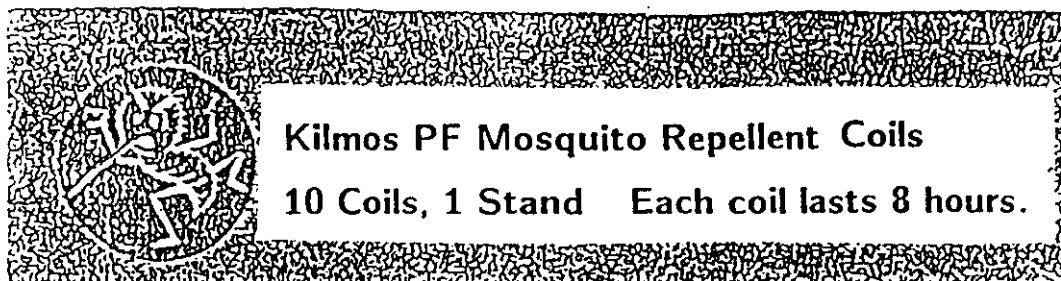 Kilmos PF Mosquito Repellent Coils
10 Coils, 1 Stand Each coil lasts 8 hours.